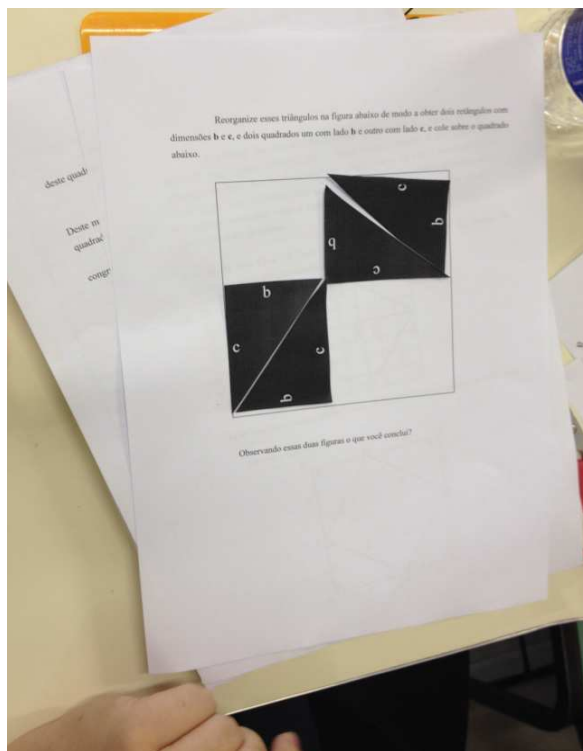 deste quad
Deste m
quadrad
congr
Reorganize esses triângulos na figura abaixo de modo a obter dois retângulos com
dimensões b e c, e dois quadrados um com lado b e outro com lado c, e cole sobre o quadrado
abaixo.
c
b
b
c
b
c
c
b
Observando essas duas figuras o que você conclui?